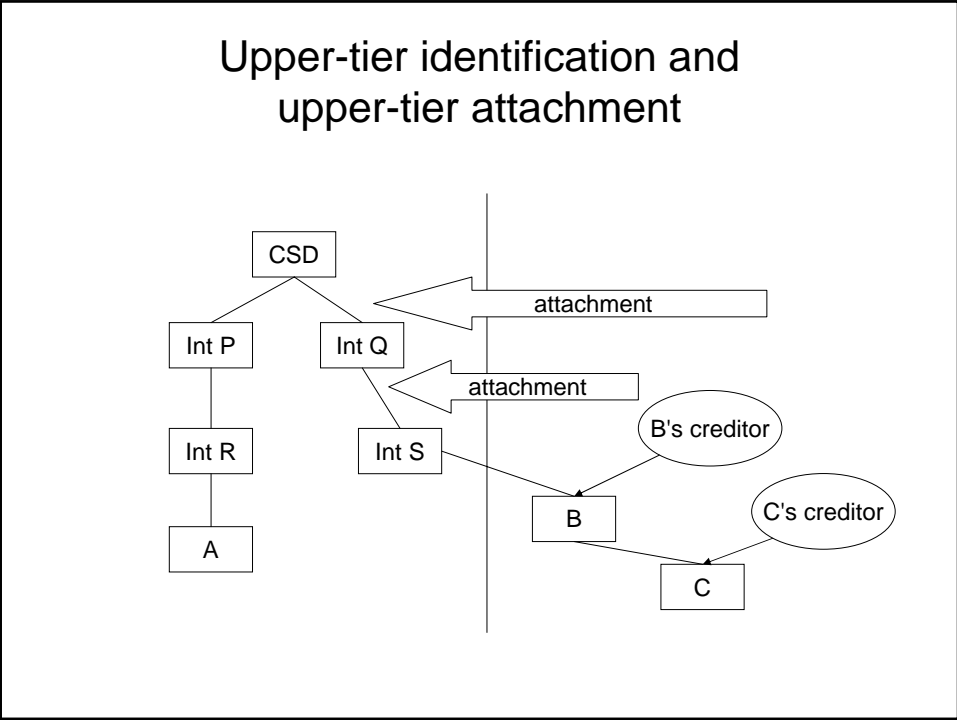 Upper-tier identification and
upper-tier attachment
CSD
attachment
Int P
Int Q
attachment
B's creditor
Int R
Int S
C's creditor
B
A
C